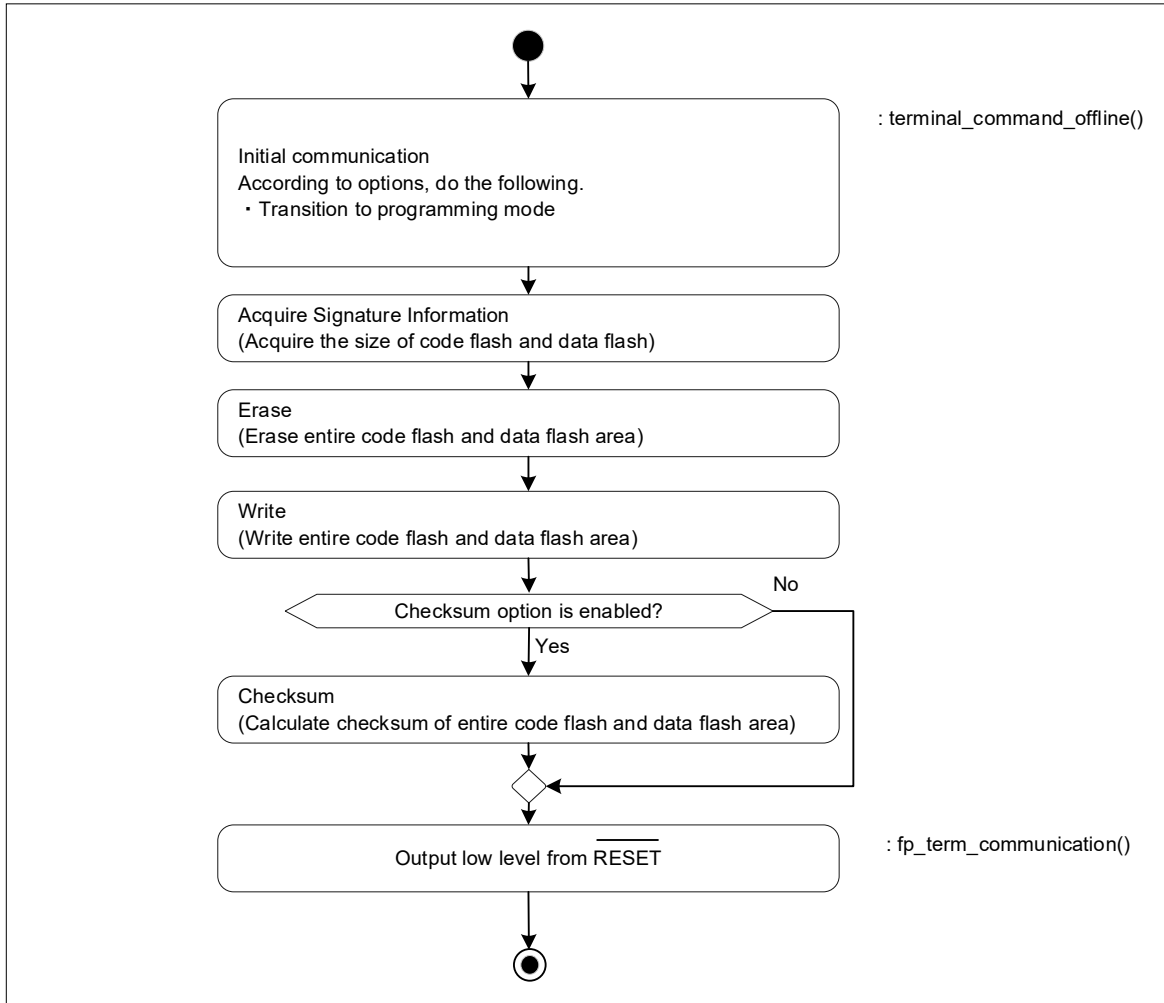 Initial communication
: terminal_command_offline()
According to options, do the following.
・Transition to programming mode
Acquire Signature Information
(Acquire the size of code flash and data flash)
Erase
(Erase entire code flash and data flash area)
Write
(Write entire code flash and data flash area)
No
Checksum option is enabled?
Yes
Checksum
(Calculate checksum of entire code flash and data flash area)
Output low level from RESET
: fp_term_communication()